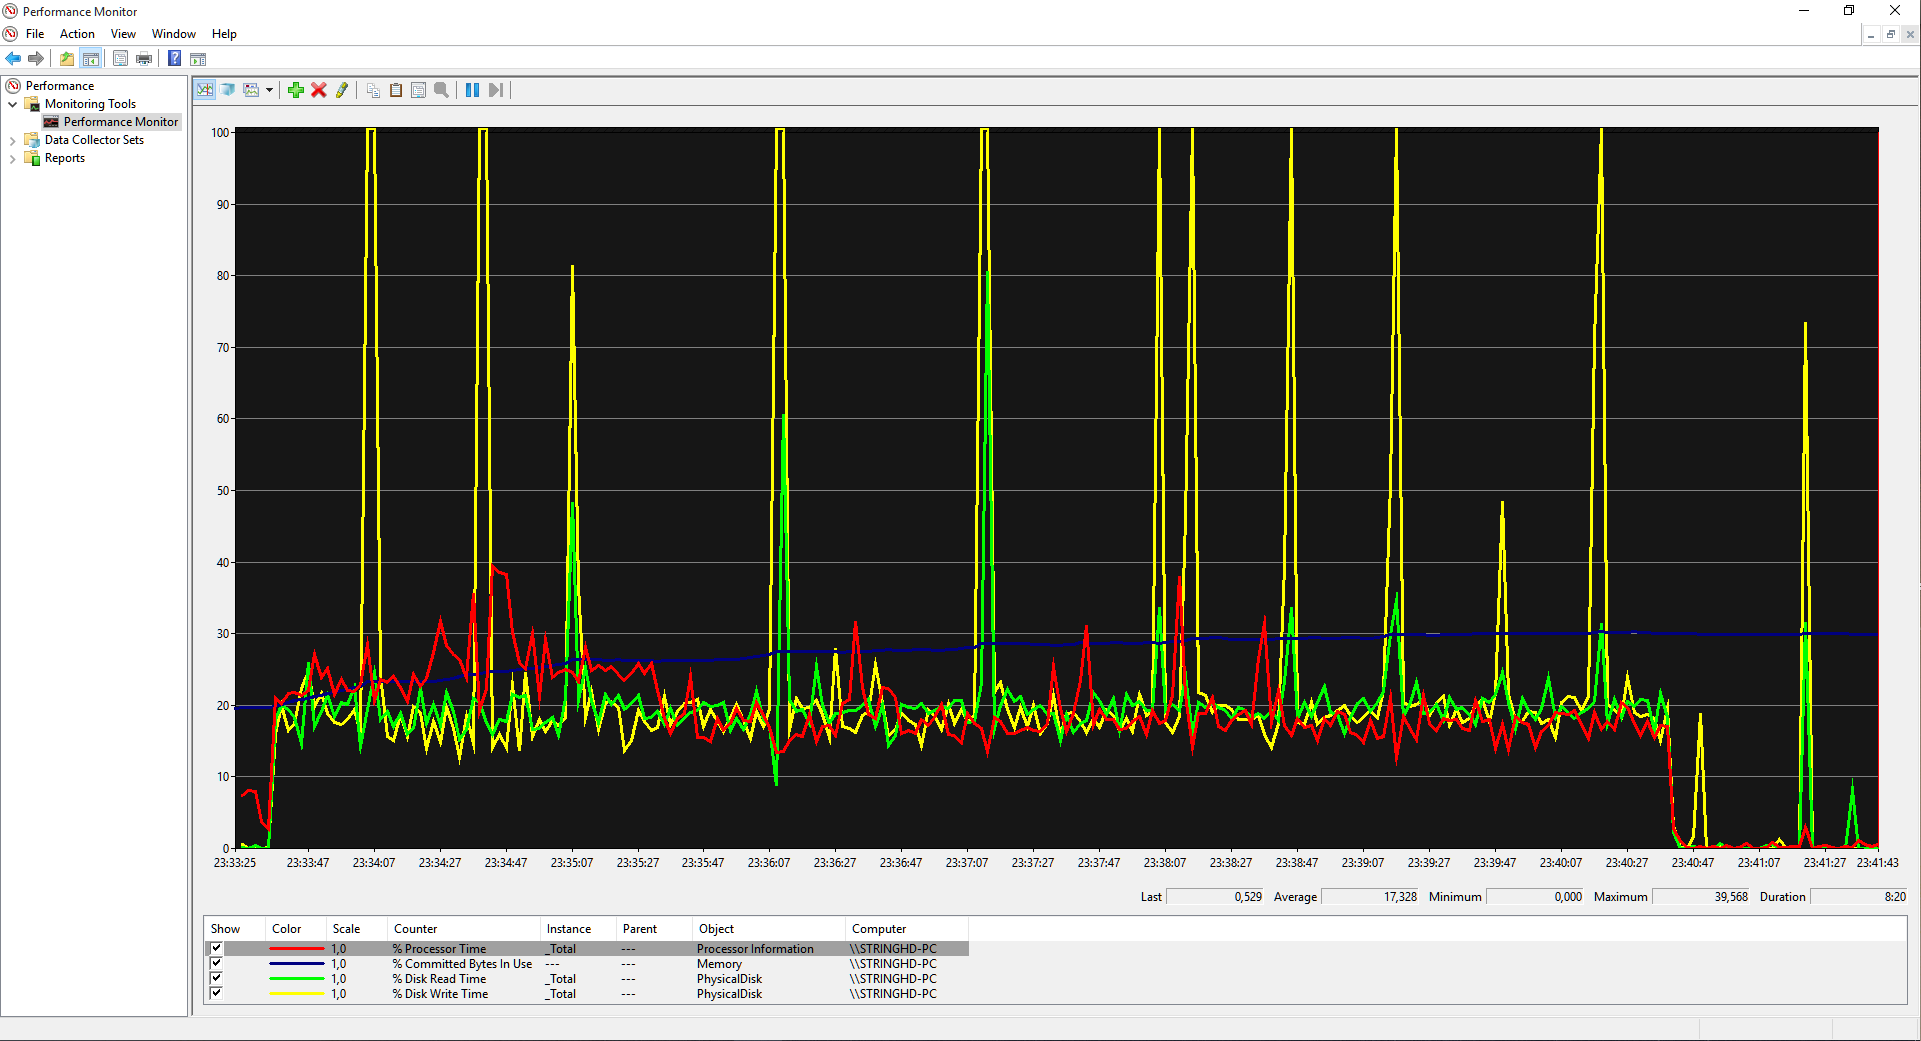 Performance Monitor
File Action View Window Help
Performance
Monitoring Tools
Performance Monitor
Data Collector Sets
Reports
100
90
80
70
60
50
40
30
20
10
0
23:33:25 23:33:47 23:34:07 23:34:27 23:34:47 23:35:07 23:35:27 23:35:47 23:36:07 23:36:27 23:36:47 23:37:07 23:37:27 23:37:47 23:38:07 23:38:27 23:38:47 23:39:07 23:39:27 23:39:47 23:40:07 23:40:27 23:40:47 23:41:07 23:41:27 23:41:43
Last 0,529 Average 17,328 Minimum 0,000 Maximum 39,568 Duration 8:20
Show Color Scale Counter Instance Parent Object Computer
1,0 % Processor Time _Total --- Processor Information \\STRINGHD-PC
1,0 % Committed Bytes In Use --- --- Memory \\STRINGHD-PC
1,0 % Disk Read Time _Total --- PhysicalDisk \\STRINGHD-PC
1,0 % Disk Write Time _Total --- PhysicalDisk \\STRINGHD-PC